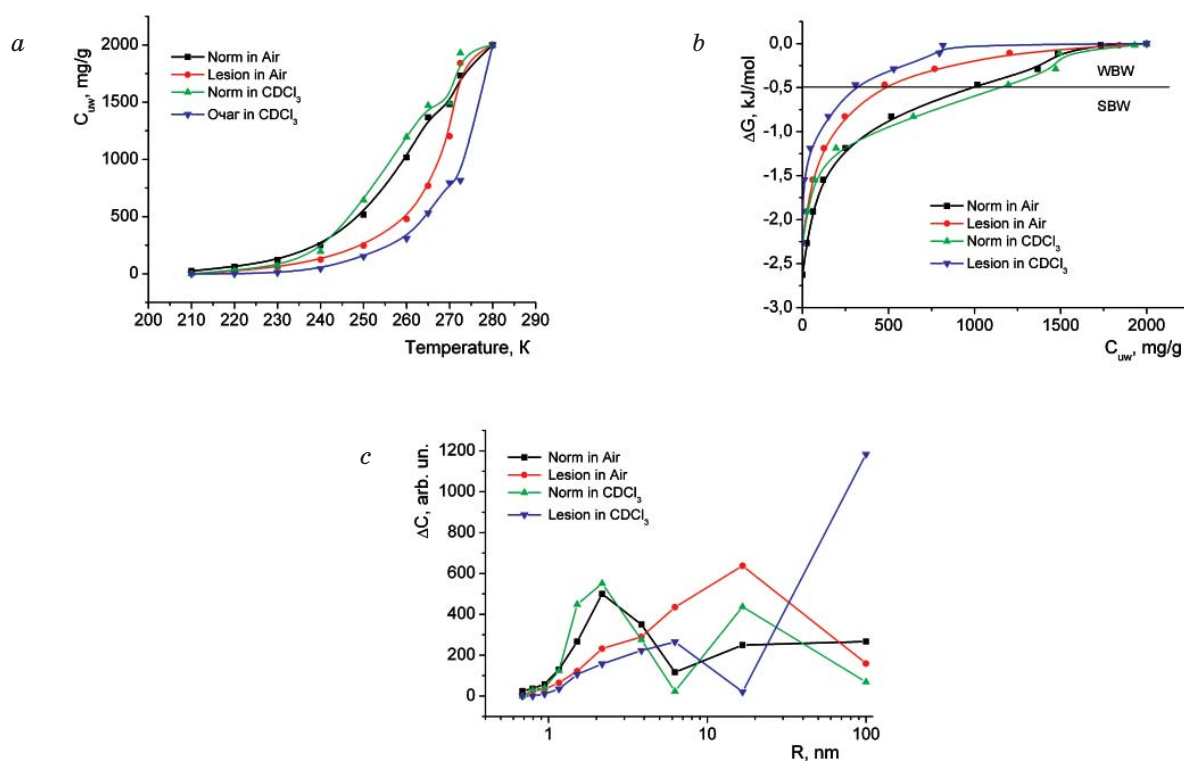 a
C_uw, mg/g
2000
1500
1000
500
0
Norm in Air
Lesion in Air
Norm in CDCl₃
Очаг in CDCl₃
200 210 220 230 240 250 260 270 280 290
Temperature, K
b
ΔG, kJ/mol
0,0
-0,5
-1,0
-1,5
-2,0
-2,5
-3,0
WBW
SBW
Norm in Air
Lesion in Air
Norm in CDCl₃
Lesion in CDCl₃
0 500 1000 1500 2000
C_uw, mg/g
c
ΔC, arb. un.
1200
1000
800
600
400
200
0
Norm in Air
Lesion in Air
Norm in CDCl₃
Lesion in CDCl₃
1 10 100
R, nm